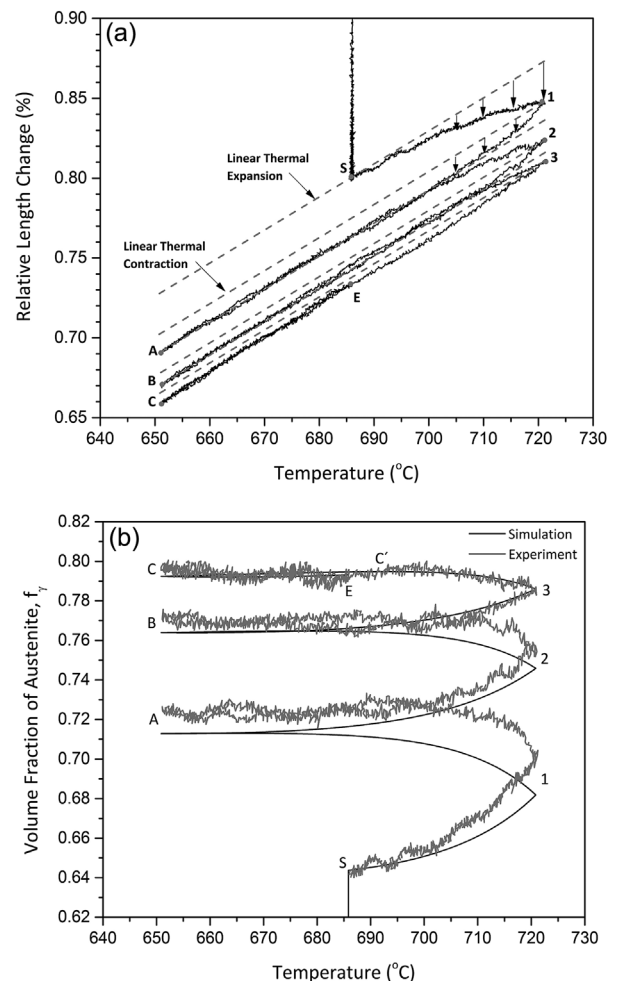 (a)
0.90
0.85
0.80
0.75
0.70
0.65
Relative Length Change (%)
S
1
2
3
Linear Thermal
Expansion
Linear Thermal
Contraction
A
B
C
E
640
650
660
670
680
690
700
710
720
730
Temperature (°C)
(b)
0.82
0.80
0.78
0.76
0.74
0.72
0.70
0.68
0.66
0.64
0.62
Volume Fraction of Austenite, fγ
Simulation
Experiment
C
C´
E
3
B
2
A
1
S
640
650
660
670
680
690
700
710
720
730
Temperature (°C)